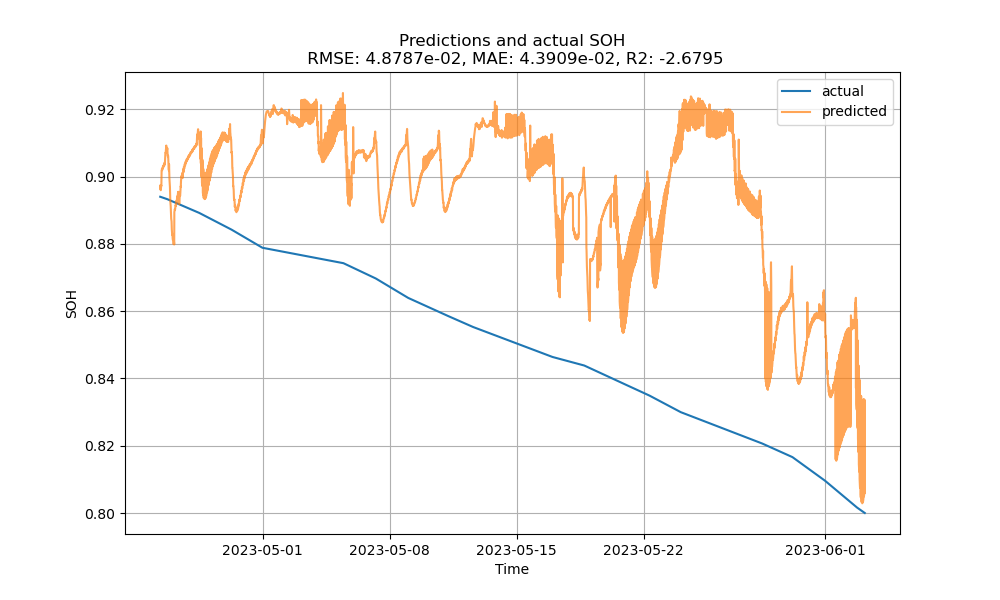 Predictions and actual SOH
RMSE: 4.8787e-02, MAE: 4.3909e-02, R2: -2.6795
actual
predicted
0.92
0.90
0.88
0.86
0.84
0.82
0.80
SOH
2023-05-01 2023-05-08 2023-05-15 2023-05-22 2023-06-01
Time